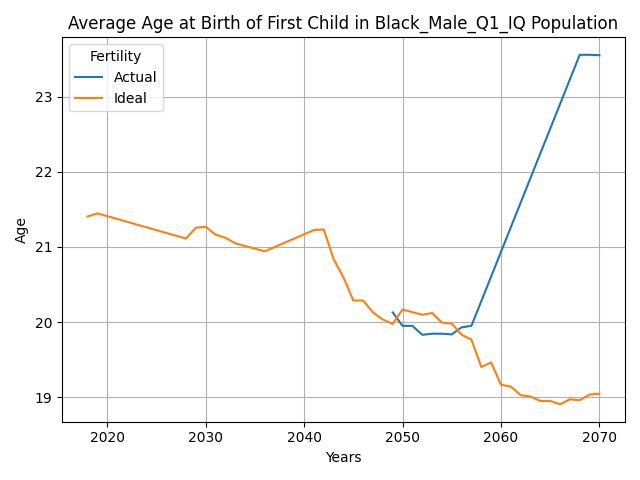 Average Age at Birth of First Child in Black_Male_Q1_IQ Population
Fertility
Actual
Ideal
23
22
21
20
19
Age
2020 2030 2040 2050 2060 2070
Years